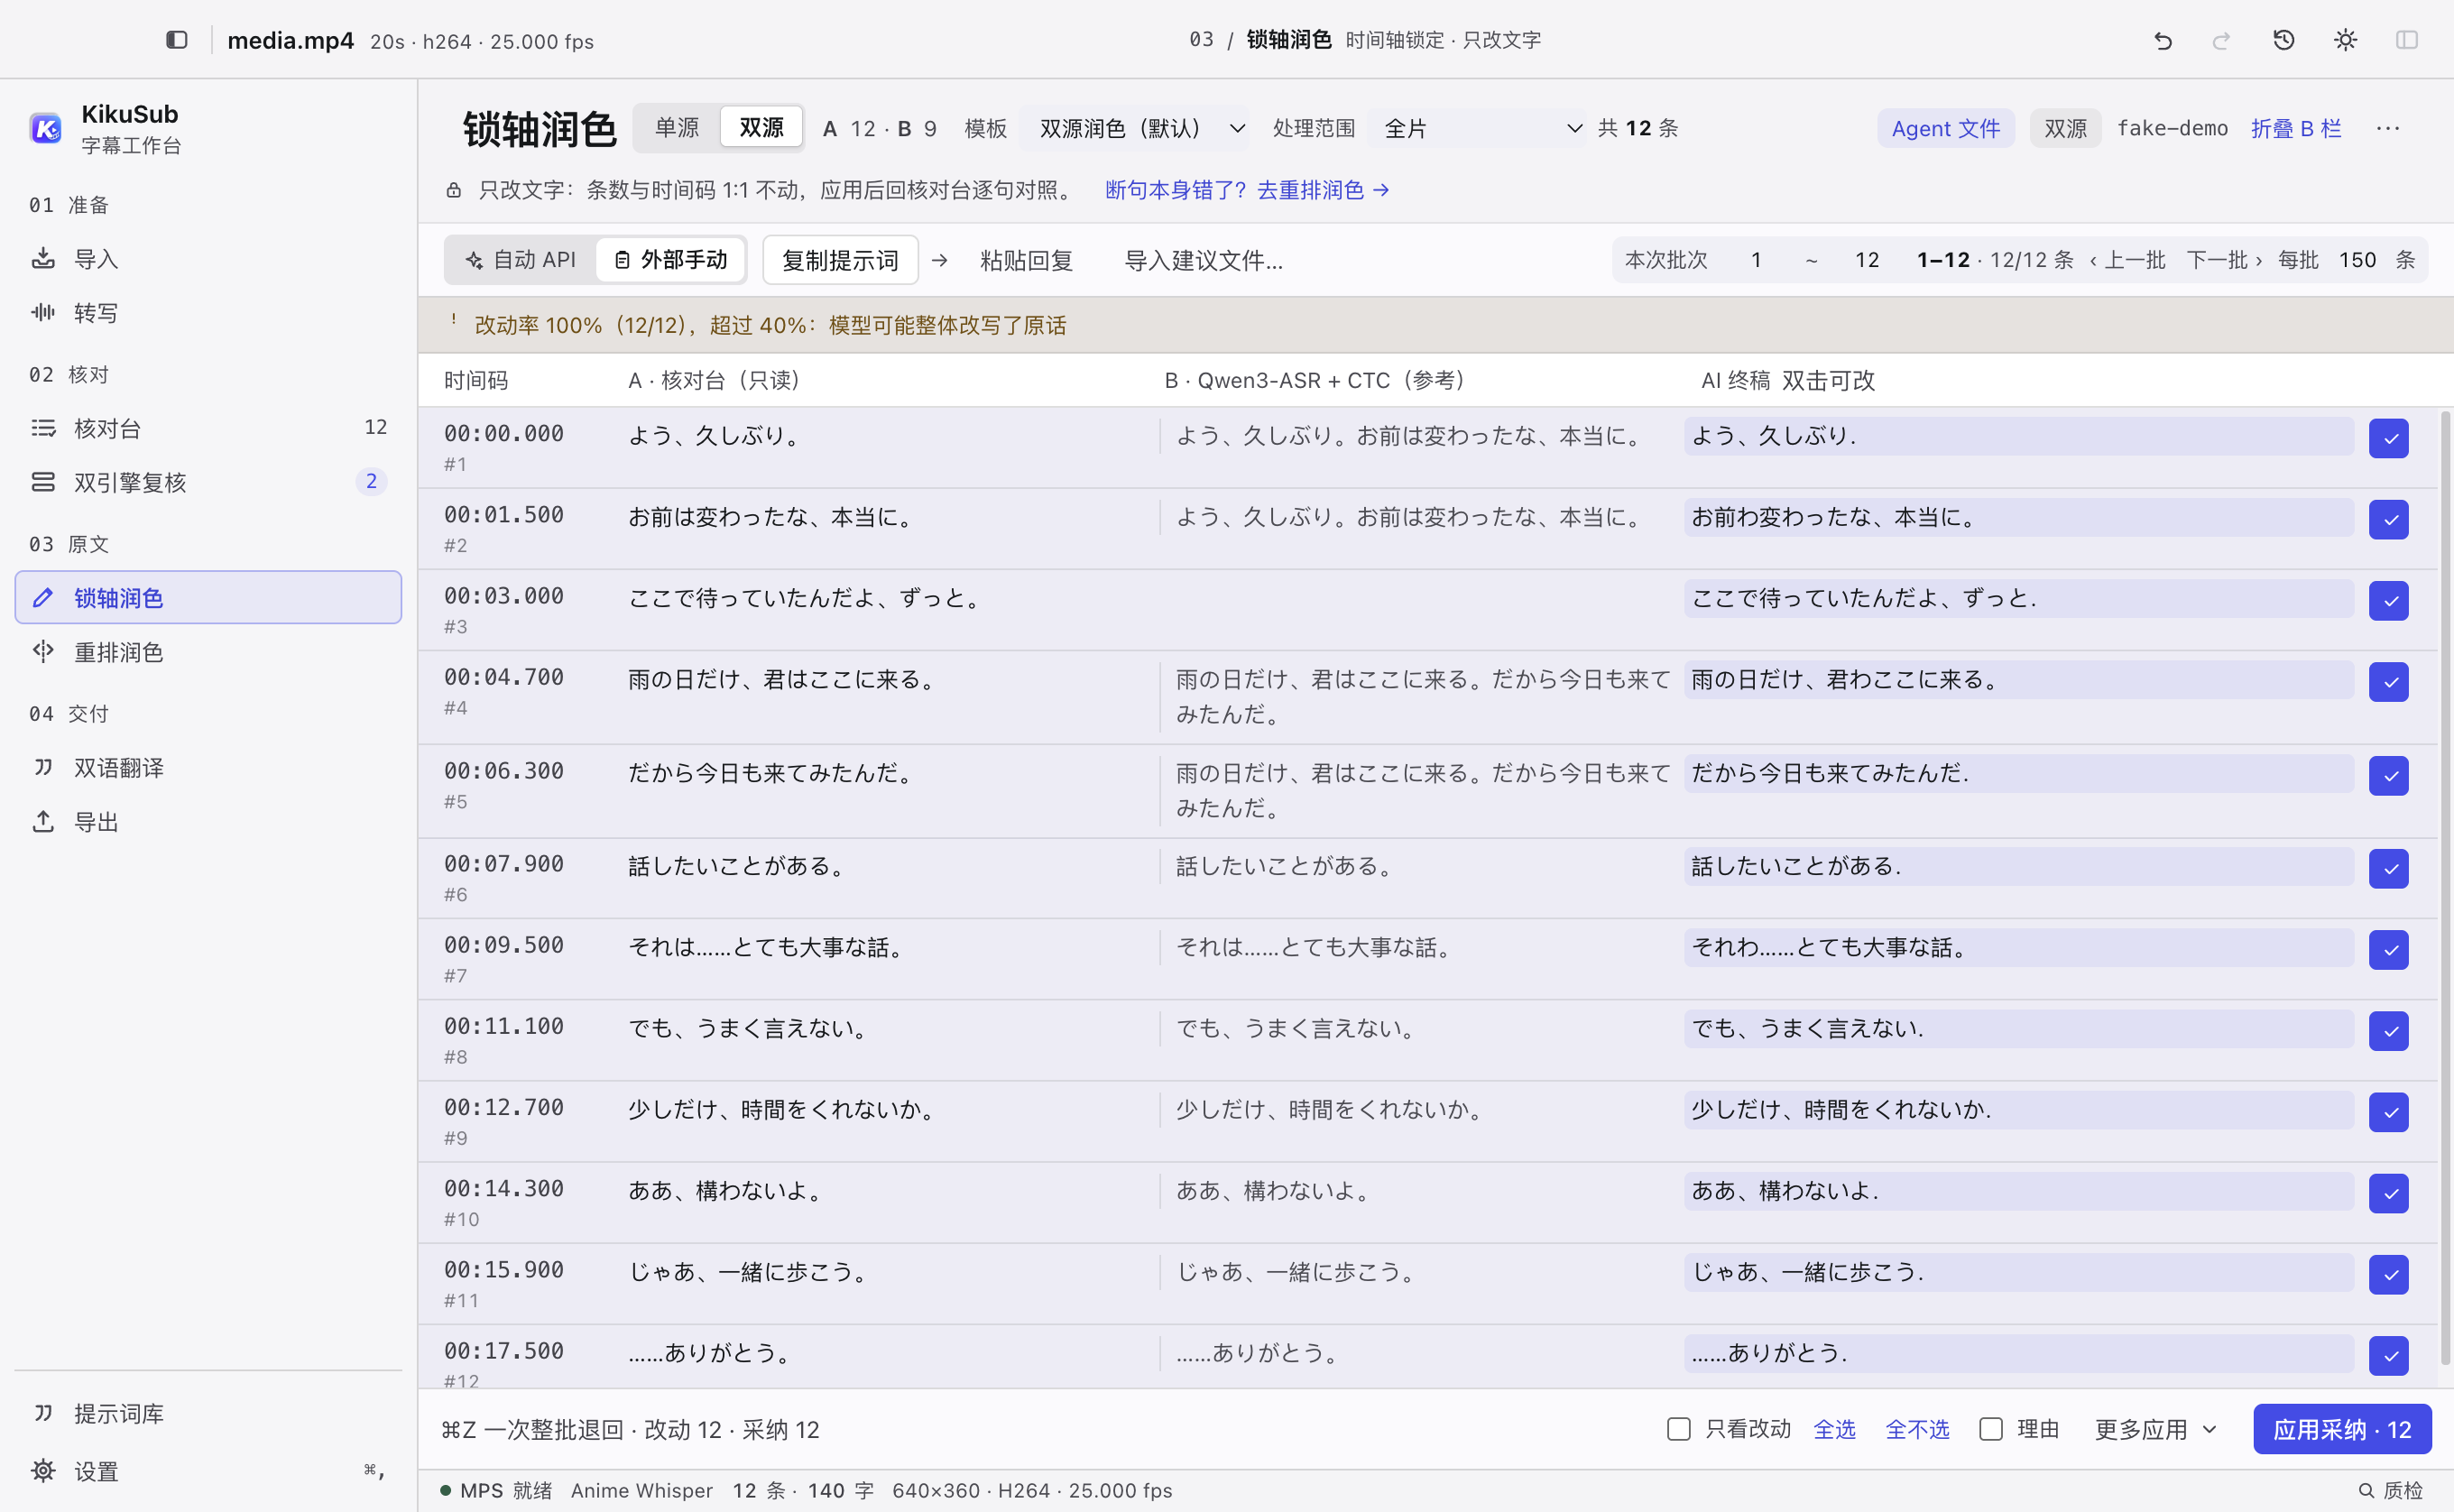 media.mp4 20s · h264 · 25.000 fps
03 / 锁轴润色 时间轴锁定 · 只改文字
KikuSub
字幕工作台
01 准备
导入
转写
02 核对
核对台 12
双引擎复核 2
03 原文
锁轴润色
重排润色
04 交付
双语翻译
导出
提示词库
设置 ⌘,
锁轴润色 单源 双源 A 12 · B 9 模板 双源润色（默认） 处理范围 全片 共 12 条 Agent 文件 双源 fake-demo 折叠 B 栏 ···
只改文字：条数与时间码 1:1 不动，应用后回核对台逐句对照。 断句本身错了？去重排润色 →
自动 API 外部手动 复制提示词 → 粘贴回复 导入建议文件... 本次批次 1 ~ 12 1–12 · 12/12 条 ‹ 上一批 下一批 › 每批 150 条
! 改动率 100%（12/12），超过 40%：模型可能整体改写了原话
时间码 A · 核对台（只读） B · Qwen3-ASR + CTC（参考） AI 终稿 双击可改
00:00.000 よう、久しぶり。 よう、久しぶり。お前は変わったな、本当に。 よう、久しぶり.
#1
00:01.500 お前は変わったな、本当に。 よう、久しぶり。お前は変わったな、本当に。 お前わ変わったな、本当に。
#2
00:03.000 ここで待っていたんだよ、ずっと。 ここで待っていたんだよ、ずっと.
#3
00:04.700 雨の日だけ、君はここに来る。 雨の日だけ、君はここに来る。だから今日も来て 雨の日だけ、君わここに来る。
#4 みたんだ。
00:06.300 だから今日も来てみたんだ。 雨の日だけ、君はここに来る。だから今日も来て だから今日も来てみたんだ.
#5 みたんだ。
00:07.900 話したいことがある。 話したいことがある。 話したいことがある.
#6
00:09.500 それは……とても大事な話。 それは……とても大事な話。 それわ……とても大事な話。
#7
00:11.100 でも、うまく言えない。 でも、うまく言えない。 でも、うまく言えない.
#8
00:12.700 少しだけ、時間をくれないか。 少しだけ、時間をくれないか。 少しだけ、時間をくれないか.
#9
00:14.300 ああ、構わないよ。 ああ、構わないよ。 ああ、構わないよ.
#10
00:15.900 じゃあ、一緒に歩こう。 じゃあ、一緒に歩こう。 じゃあ、一緒に歩こう.
#11
00:17.500 ……ありがとう。 ……ありがとう。 ……ありがとう.
#12
⌘Z 一次整批退回 · 改动 12 · 采纳 12 只看改动 全选 全不选 理由 更多应用 应用采纳 · 12
MPS 就绪 Anime Whisper 12 条 · 140 字 640×360 · H264 · 25.000 fps 质检